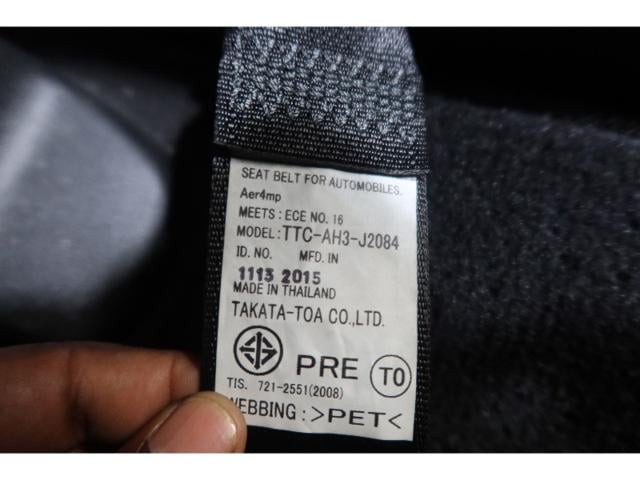 SEAT BELT FOR AUTOMOBILES.
Aer4mp
MEETS : ECE NO. 16
MODEL: TTC-AH3-J2084
ID. NO. MFD. IN
1113 2015
MADE IN THAILAND
TAKATA-TOA CO.,LTD.
PRE TO
TIS. 721-2551(2008)
WEBBING : >PET<